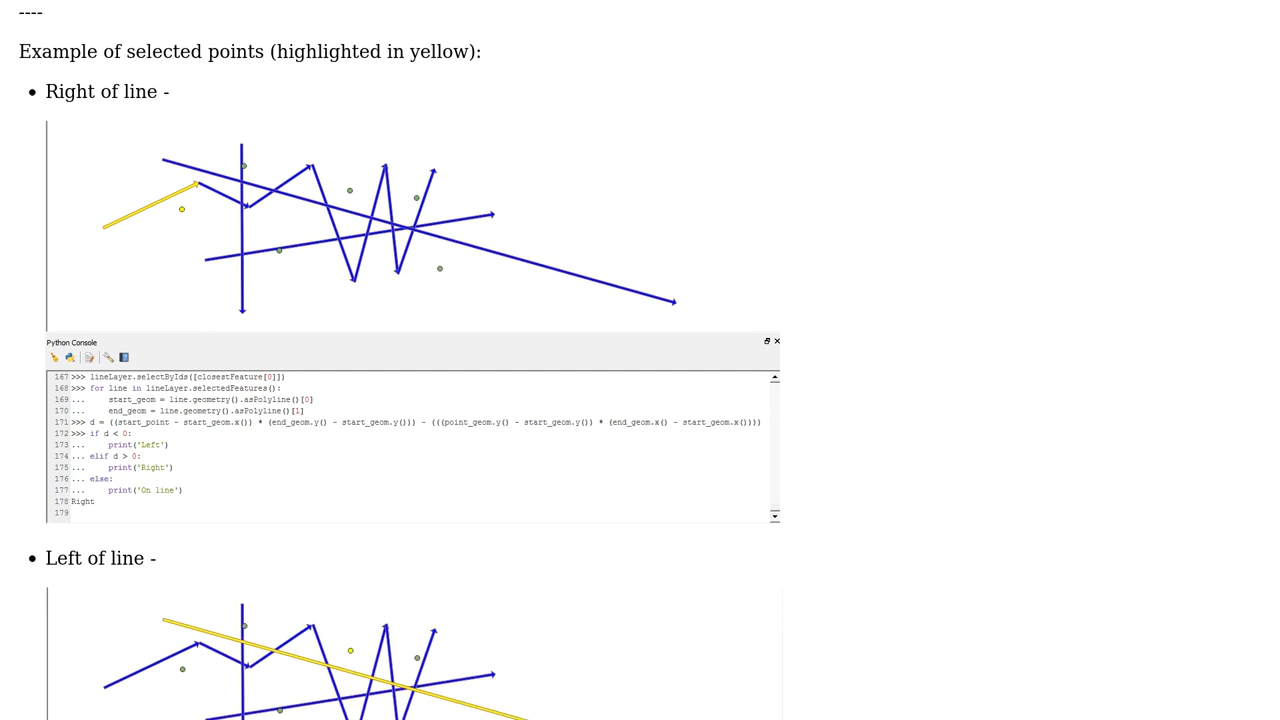 ----
Example of selected points (highlighted in yellow):
• Right of line -
Python Console
167 >>> lineLayer.selectByIds([closestFeature[0]])
168 >>> for line in lineLayer.selectedFeatures():
169 ...     start_geom = line.geometry().asPolyline()[0]
170 ...     end_geom = line.geometry().asPolyline()[1]
171 >>> d = ((start_point - start_geom.x()) * (end_geom.y() - start_geom.y())) - (((point_geom.y() - start_geom.y()) * (end_geom.x() - start_geom.x())))
172 >>> if d < 0:
173 ...     print('Left')
174 ... elif d > 0:
175 ...     print('Right')
176 ... else:
177 ...     print('On line')
178 Right
179
• Left of line -